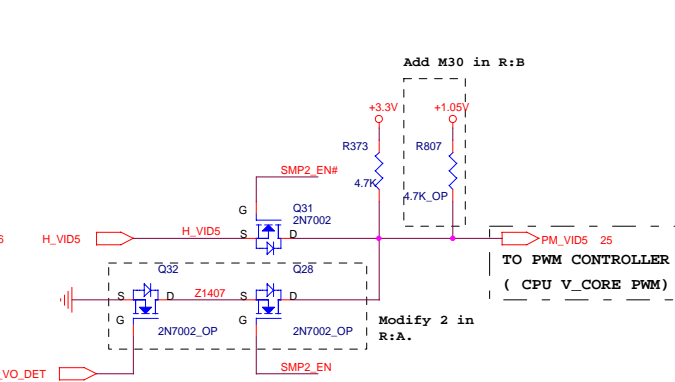 Add M30 in R:B
+3.3V
+1.05V
R373
R807
4.7K
4.7K_OP
SMP2_EN#
G
Q31
2N7002
6
H_VID5
H_VID5
S
D
PM_VID5 25
TO PWM CONTROLLER
( CPU V_CORE PWM)
Q32
Q28
S
D
Z1407
S
D
G
G
2N7002_OP
2N7002_OP
Modify 2 in
R:A.
SMP2_EN
_VO_DET